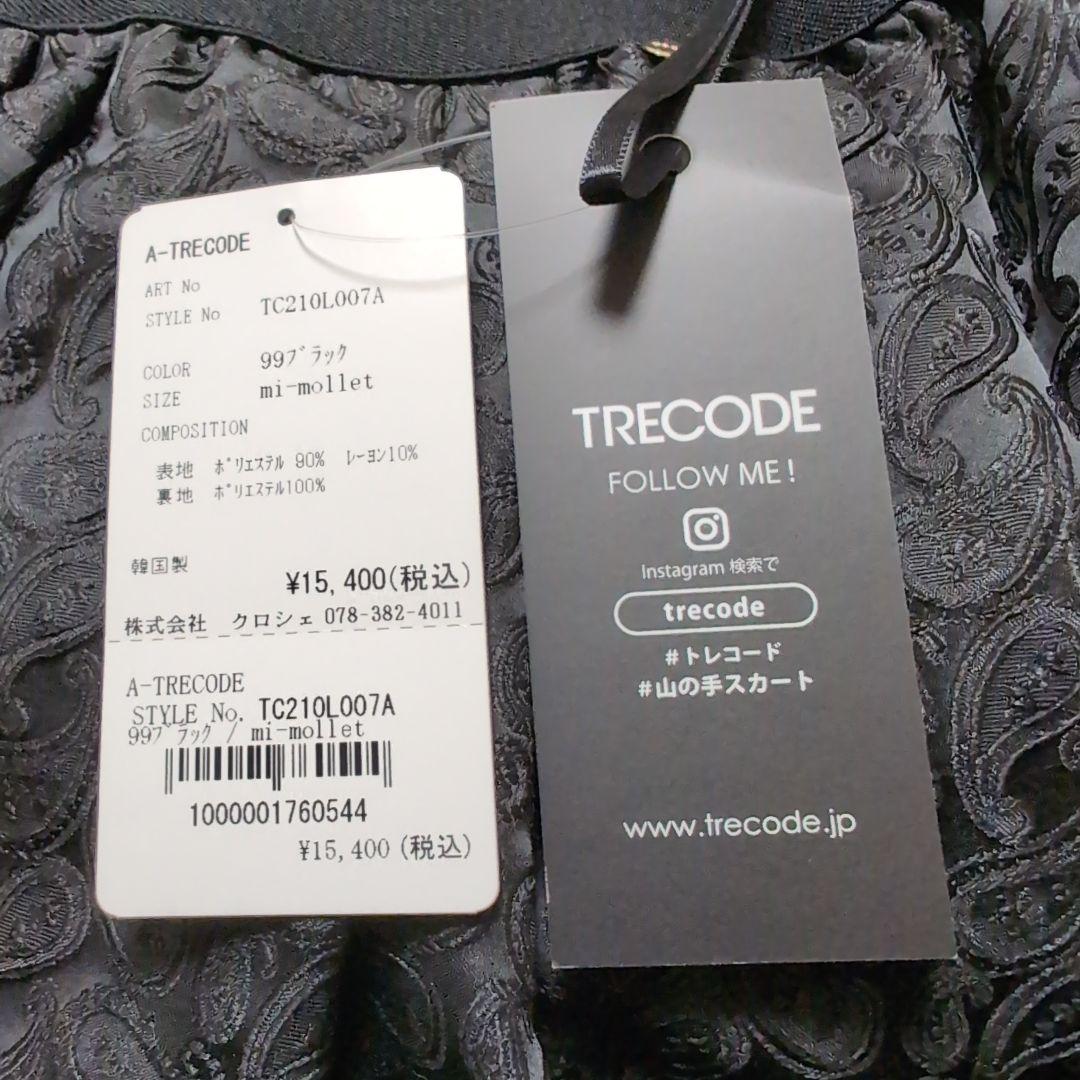 A-TRECODE
ART No
STYLE No TC210L007A
COLOR 99ﾌﾞﾗｯｸ
SIZE mi-mollet
COMPOSITION
表地 ﾎﾟﾘｴｽﾃﾙ 90% ﾚｰﾖﾝ10%
裏地 ﾎﾟﾘｴｽﾃﾙ100%
韓国製
¥15,400(税込)
株式会社 クロシェ 078-382-4011
A-TRECODE
STYLE No. TC210L007A
99ﾌﾞﾗｯｸ / mi-mollet
1000001760544
¥15,400 (税込)
TRECODE
FOLLOW ME!
Instagram 検索で
trecode
#トレコード
#山の手スカート
www.trecode.jp